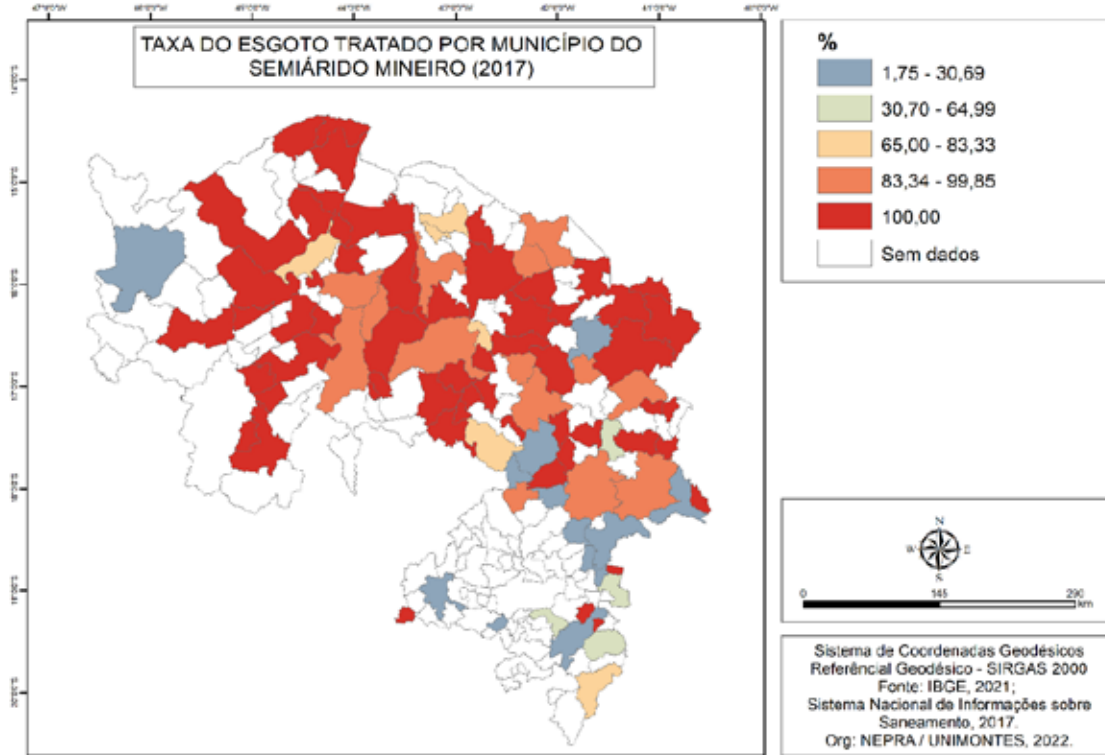 TAXA DO ESGOTO TRATADO POR MUNICÍPIO DO
SEMIÁRIDO MINEIRO (2017)
%
1,75 - 30,69
30,70 - 64,99
65,00 - 83,33
83,34 - 99,85
100,00
Sem dados
N
W
E
S
0
145
290
km
Sistema de Coordenadas Geodésicos
Referêncial Geodésico - SIRGAS 2000
Fonte: IBGE, 2021;
Sistema Nacional de Informações sobre
Saneamento, 2017.
Org: NEPRA / UNIMONTES, 2022.